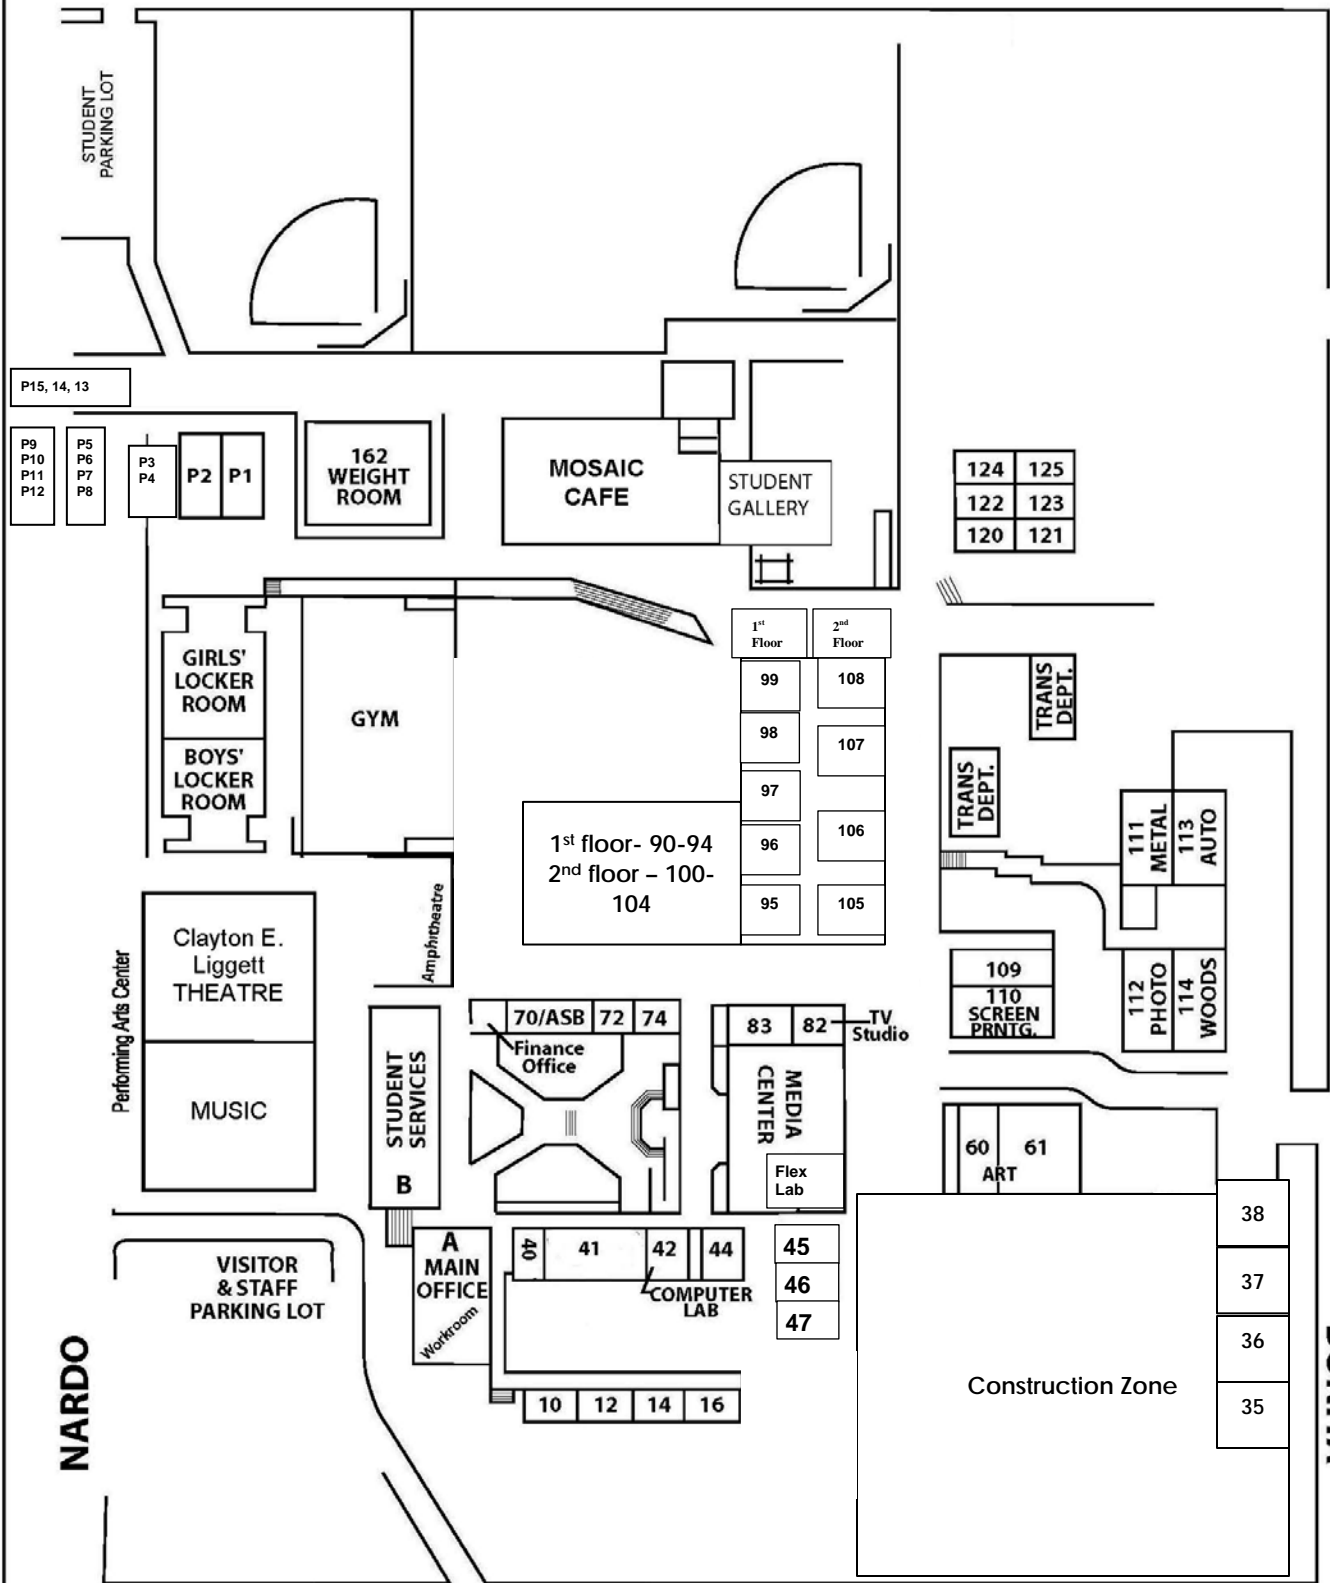 STUDENT
PARKING LOT
P15, 14, 13
P9
P10
P11
P12
P5
P6
P7
P8
P3
P4
P2
P1
162
WEIGHT
ROOM
MOSAIC
CAFE
STUDENT
GALLERY
124
125
122
123
120
121
GIRLS'
LOCKER
ROOM
BOYS'
LOCKER
ROOM
GYM
1st
Floor
2nd
Floor
99
108
98
107
97
106
96
95
105
1st floor- 90-94
2nd floor – 100-
104
TRANS
DEPT.
TRANS
DEPT.
111
METAL
113
AUTO
109
110
SCREEN
PRNTG.
112
PHOTO
114
WOODS
Amphitheatre
Performing Arts Center
Clayton E.
Liggett
THEATRE
MUSIC
STUDENT
SERVICES
B
70/ASB
72
74
Finance
Office
83
82
TV
Studio
MEDIA
CENTER
Flex
Lab
60
61
ART
A
MAIN
OFFICE
Workroom
40
41
42
44
COMPUTER
LAB
45
46
47
38
37
36
35
VISITOR
& STAFF
PARKING LOT
NARDO
10
12
14
16
Construction Zone